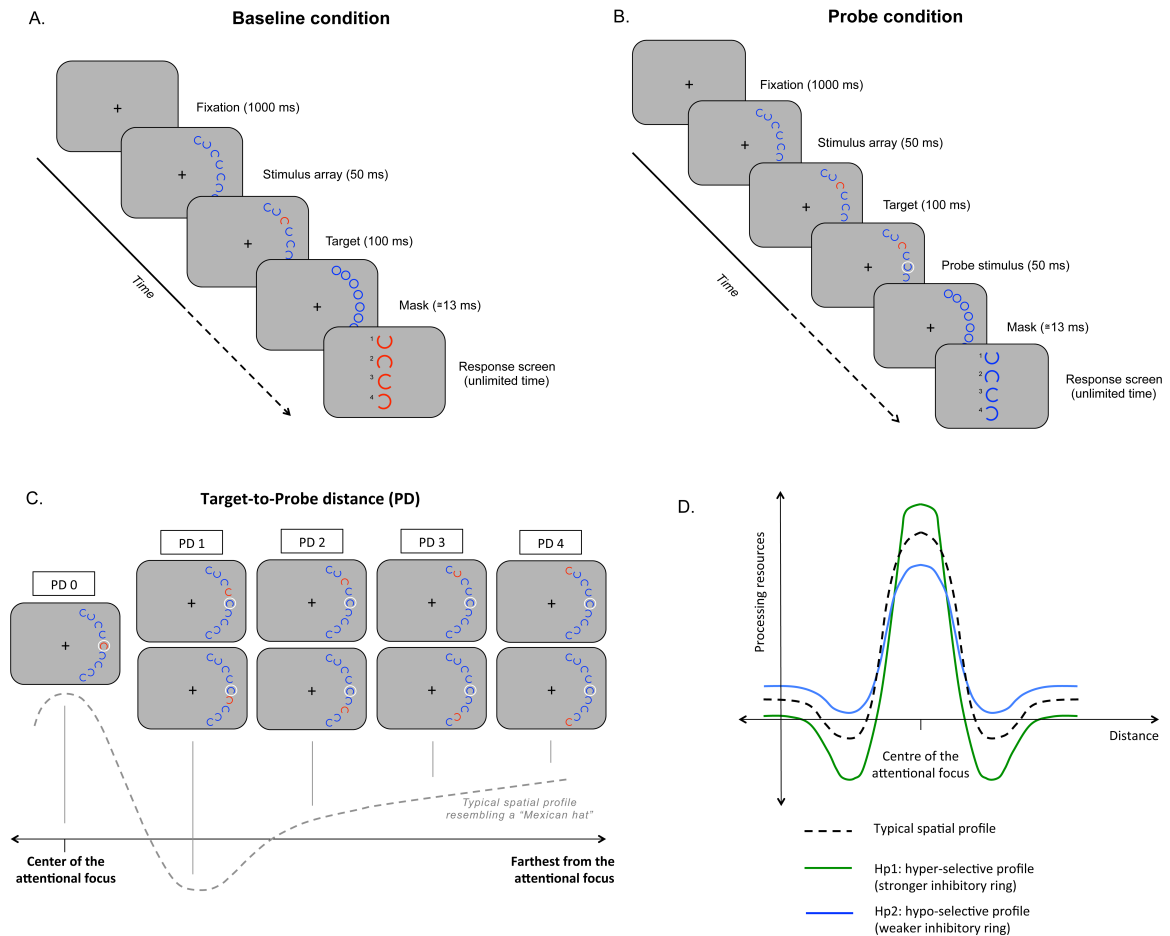 A.
Baseline condition
Fixation (1000 ms)
Stimulus array (50 ms)
Target (100 ms)
Mask (≅13 ms)
Response screen
(unlimited time)
Time
1
2
3
4
B.
Probe condition
Fixation (1000 ms)
Stimulus array (50 ms)
Target (100 ms)
Probe stimulus (50 ms)
Mask (≅13 ms)
Response screen
(unlimited time)
Time
1
2
3
4
C.
Target-to-Probe distance (PD)
PD 0
PD 1
PD 2
PD 3
PD 4
Typical spatial profile
resembling a “Mexican hat”
Center of the
attentional focus
Farthest from the
attentional focus
D.
Processing resources
Distance
Centre of the
attentional focus
Typical spatial profile
Hp1: hyper-selective profile
(stronger inhibitory ring)
Hp2: hypo-selective profile
(weaker inhibitory ring)